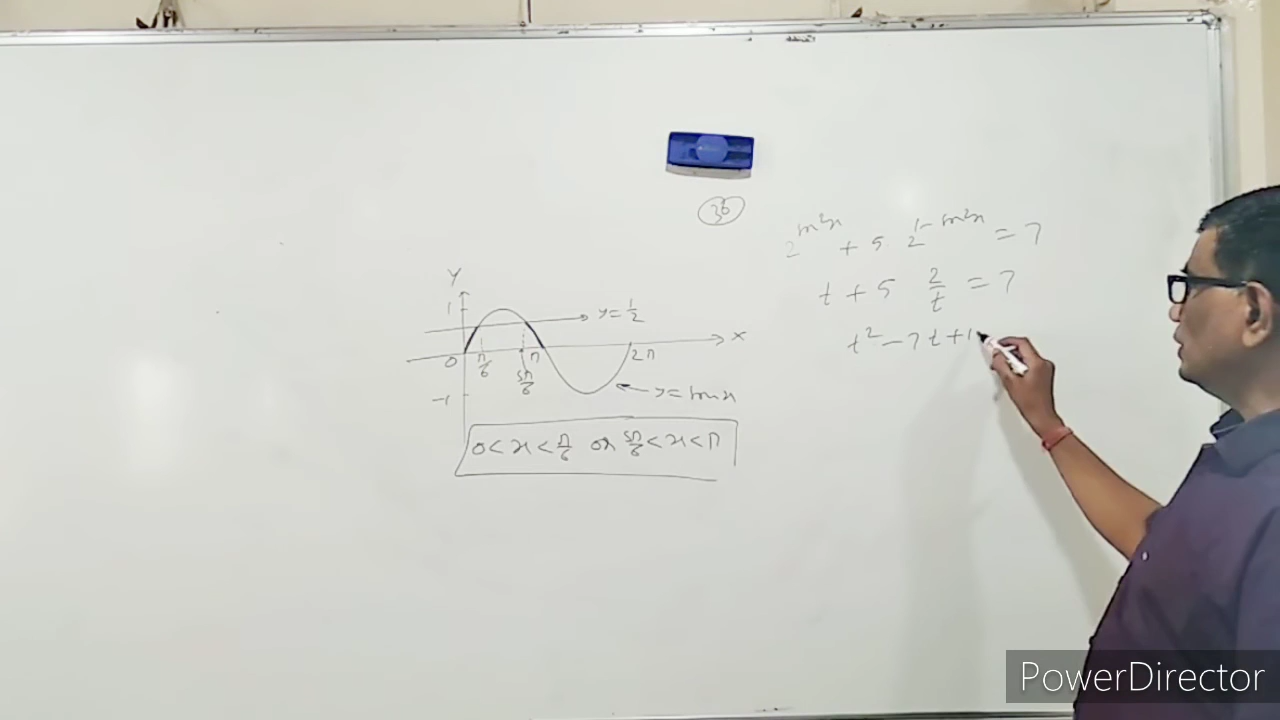 36
2^{sin²x} + 5 2^{1-sin²x} = 7
t + 5 2/t = 7
t² - 7t + 1
Y
1
y = 1/2
X
0 π/6 5π/6 π 2π
-1
y = sin x
0 < x < π/6 or 5π/6 < x < π
PowerDirector